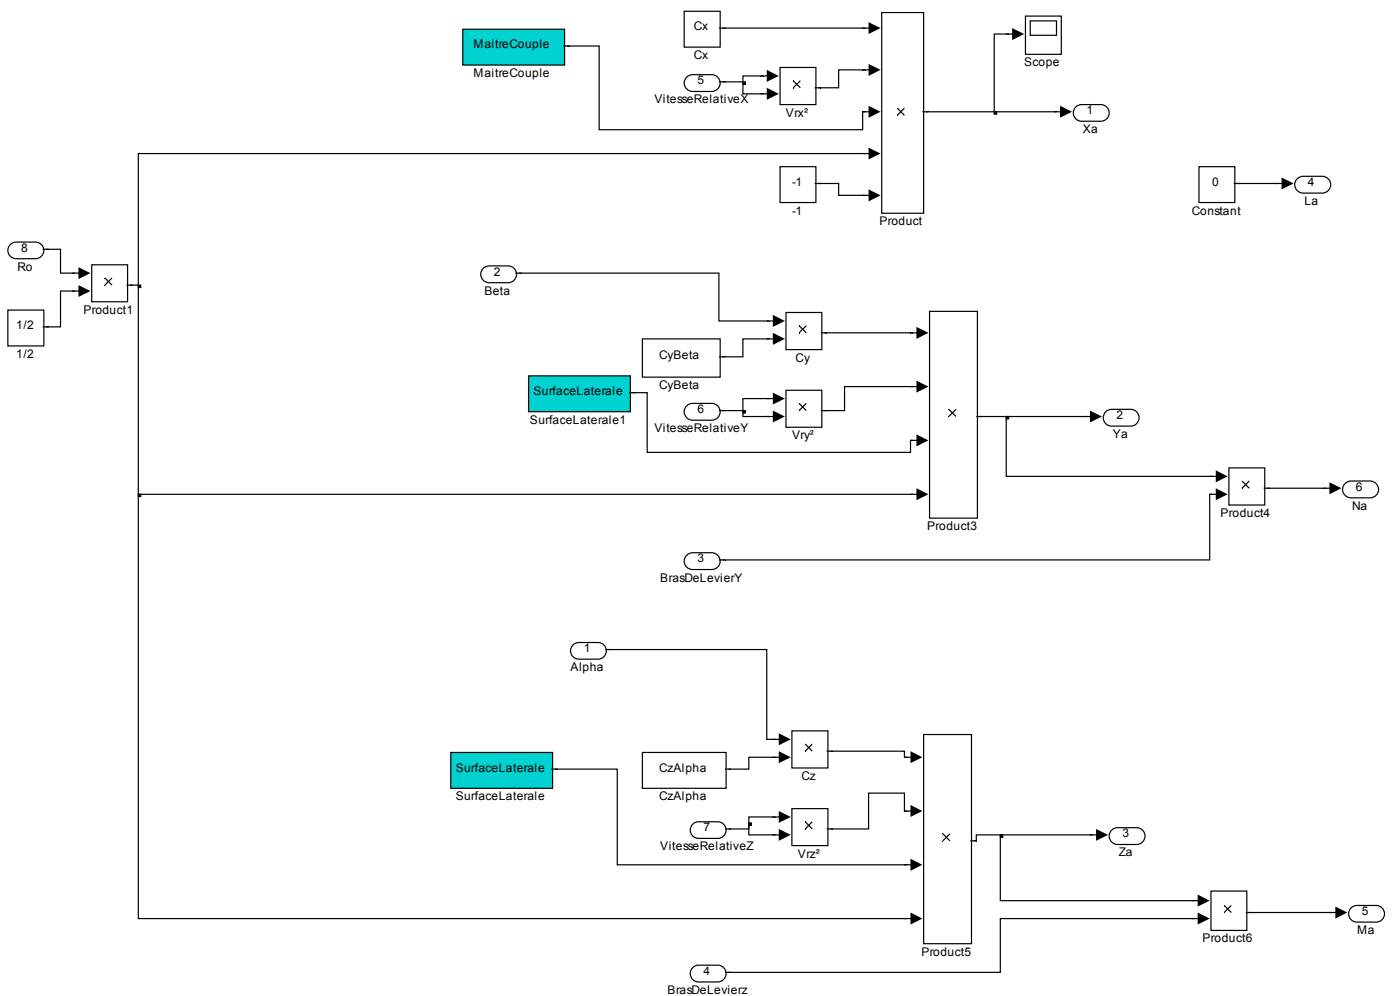 Cx
Cx
MaitreCouple
MaitreCouple
Scope
5
VitesseRelativeX
×
Vrx²
×
1
Xa
-1
-1
Product
0
Constant
4
La
8
Ro
×
Product1
1/2
1/2
2
Beta
×
Cy
CyBeta
CyBeta
SurfaceLaterale
SurfaceLaterale1
6
VitesseRelativeY
×
Vry²
×
Product3
2
Ya
×
Product4
6
Na
3
BrasDeLevierY
1
Alpha
×
Cz
CzAlpha
CzAlpha
SurfaceLaterale
SurfaceLaterale
7
VitesseRelativeZ
×
Vrz²
×
Product5
3
Za
×
Product6
5
Ma
4
BrasDeLevierz